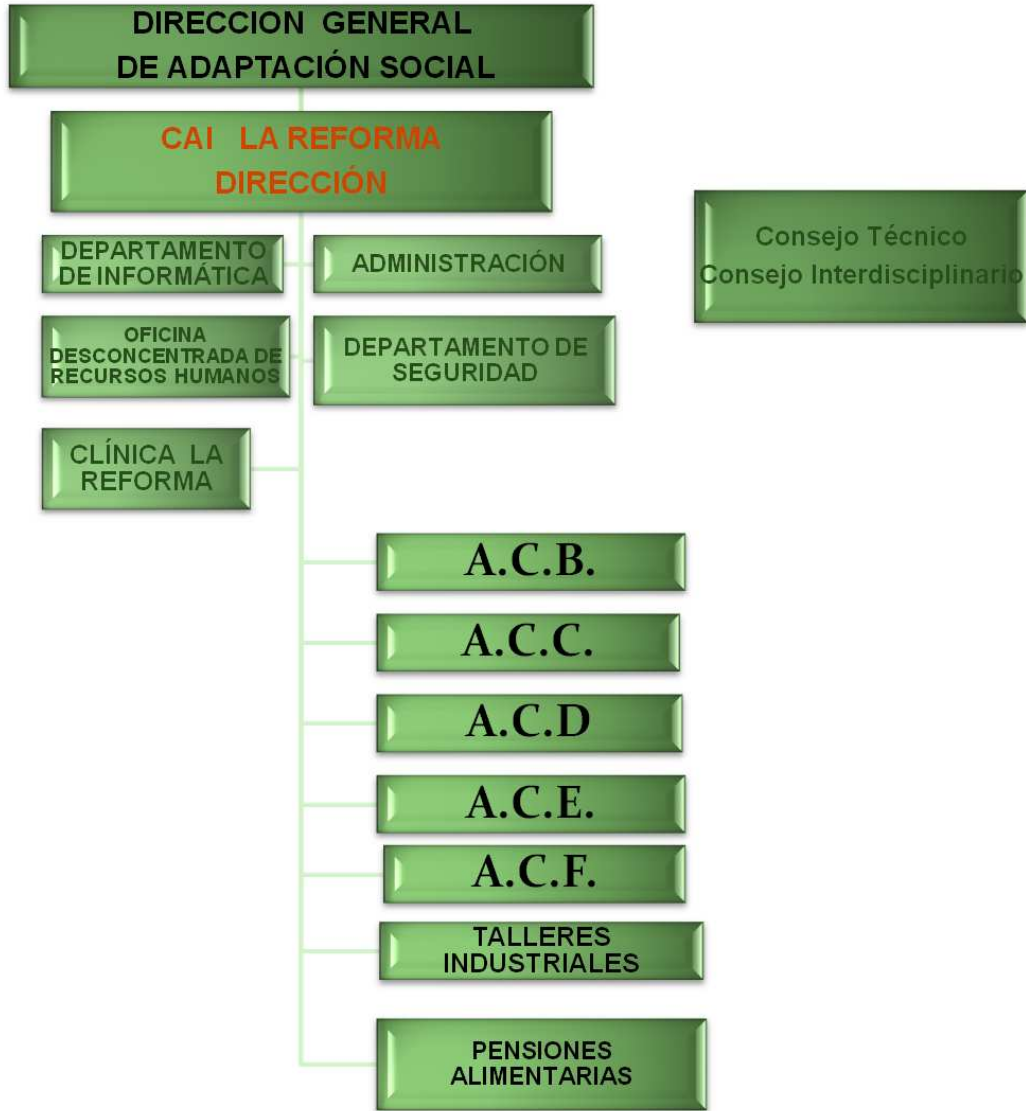 DIRECCION GENERAL
DE ADAPTACIÓN SOCIAL
CAI LA REFORMA
DIRECCIÓN
Consejo Técnico
Consejo Interdisciplinario
DEPARTAMENTO
DE INFORMÁTICA
ADMINISTRACIÓN
OFICINA
DESCONCENTRADA DE
RECURSOS HUMANOS
DEPARTAMENTO DE
SEGURIDAD
CLÍNICA LA
REFORMA
A.C.B.
A.C.C.
A.C.D
A.C.E.
A.C.F.
TALLERES
INDUSTRIALES
PENSIONES
ALIMENTARIAS